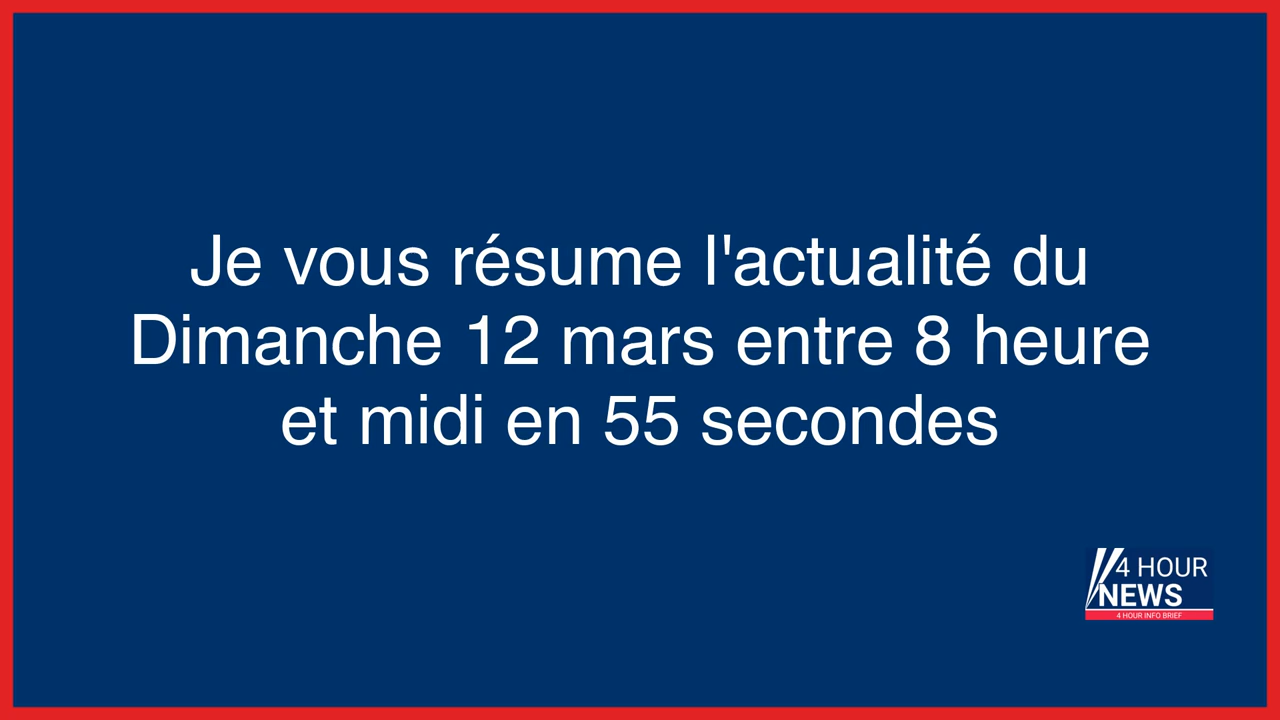 Je vous résume l'actualité du
Dimanche 12 mars entre 8 heure
et midi en 55 secondes
4 HOUR
NEWS
4 HOUR INFO BRIEF